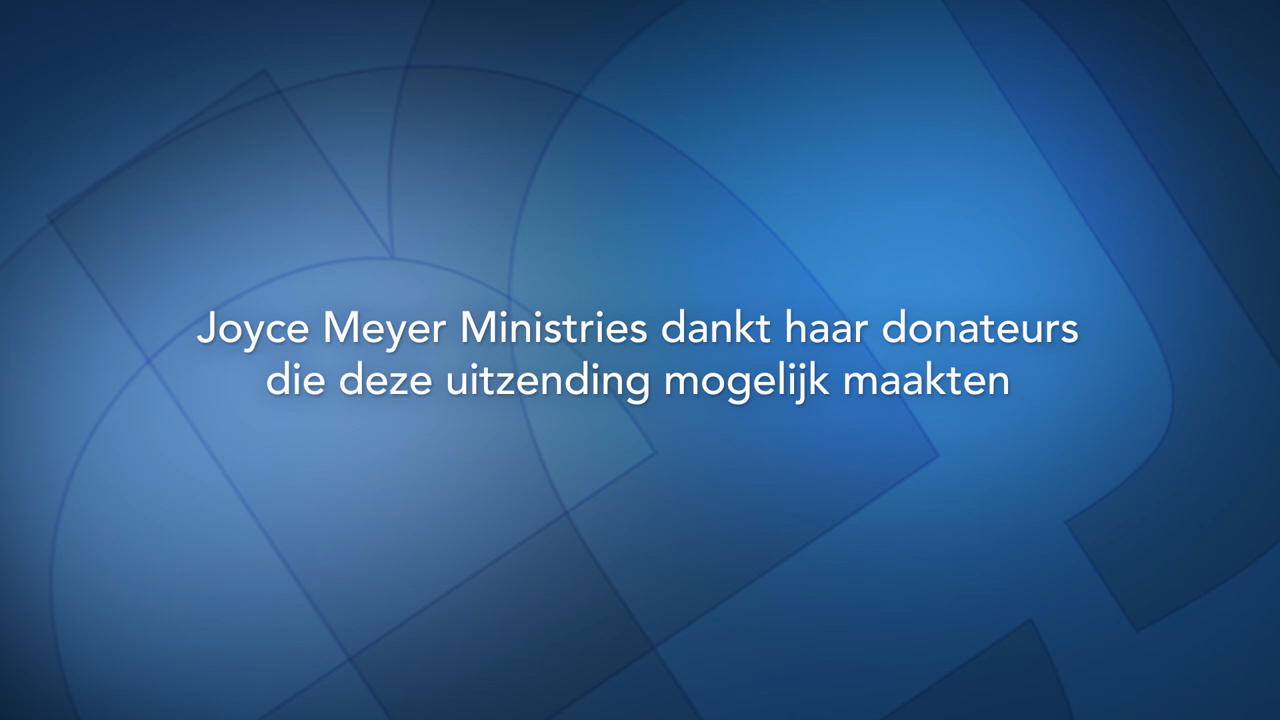 Joyce Meyer Ministries dankt haar donateurs
die deze uitzending mogelijk maakten